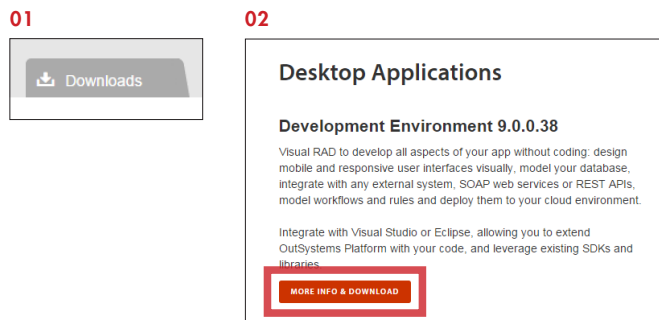 01
02
Downloads
Desktop Applications
Development Environment 9.0.0.38
Visual RAD to develop all aspects of your app without coding: design
mobile and responsive user interfaces visually, model your database,
integrate with any external system, SOAP web services or REST APIs,
model workflows and rules and deploy them to your cloud environment.
Integrate with Visual Studio or Eclipse, allowing you to extend
OutSystems Platform with your code, and leverage existing SDKs and
libraries
MORE INFO & DOWNLOAD